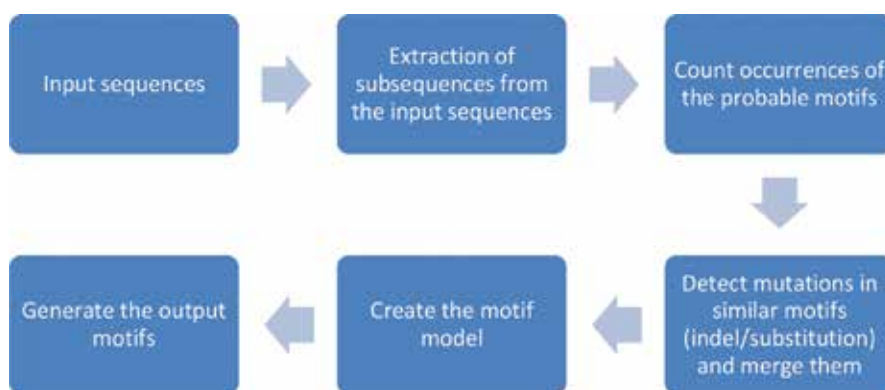 Input sequences
Extraction of
subsequences from
the input sequences
Count occurrences of
the probable motifs
Detect mutations in
similar motifs
(indel/substitution)
and merge them
Create the motif
model
Generate the output
motifs